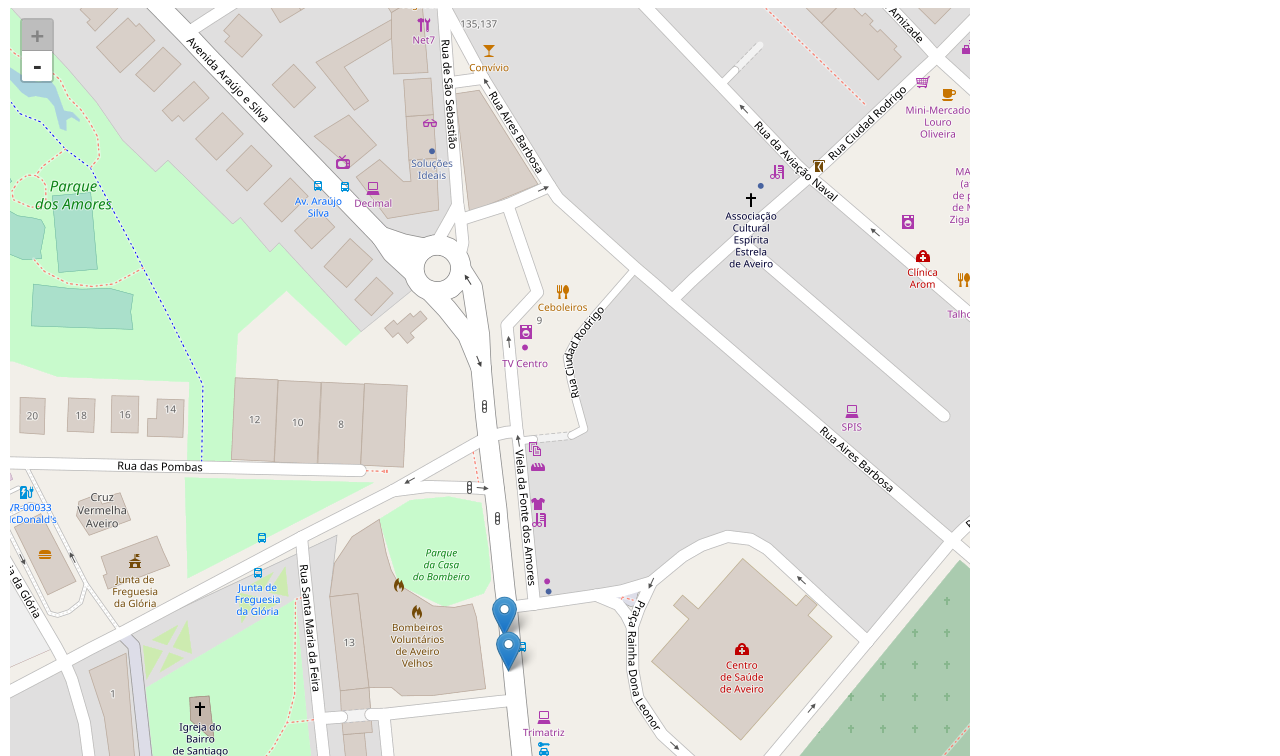 +
-
Net7
135,137
Convívio
Amizade
Avenida Araújo e Silva
Rua de São Sebastião
Rua Aires Barbosa
Soluções
Ideais
Mini-Mercado
Louro
Oliveira
Rua Ciudad Rodrigo
Rua da Aviação Naval
Parque
dos Amores
Av. Araújo
Silva
Decimal
Associação
Cultural
Espírita
Estrela
de Aveiro
MA
(a
de p
de M
Ziga
Clínica
Arom
Talho
Ceboleiros
9
TV Centro
Rua Ciudad Rodrigo
20
18
16
14
12
10
8
SPIS
Rua Aires Barbosa
Rua das Pombas
Viela da Fonte dos Amores
VR-00033
McDonald's
Cruz
Vermelha
Aveiro
Junta de
Freguesia
da Glória
Junta de
Freguesia
da Glória
ia da Glória
Rua Santa Maria da Feira
Parque
da Casa
do Bombeiro
Bombeiros
Voluntários
de Aveiro
Velhos
13
1
Praça Rainha Dona Leonor
Centro
de Saúde
de Aveiro
Trimatriz
Igreja do
Bairro
de Santiago